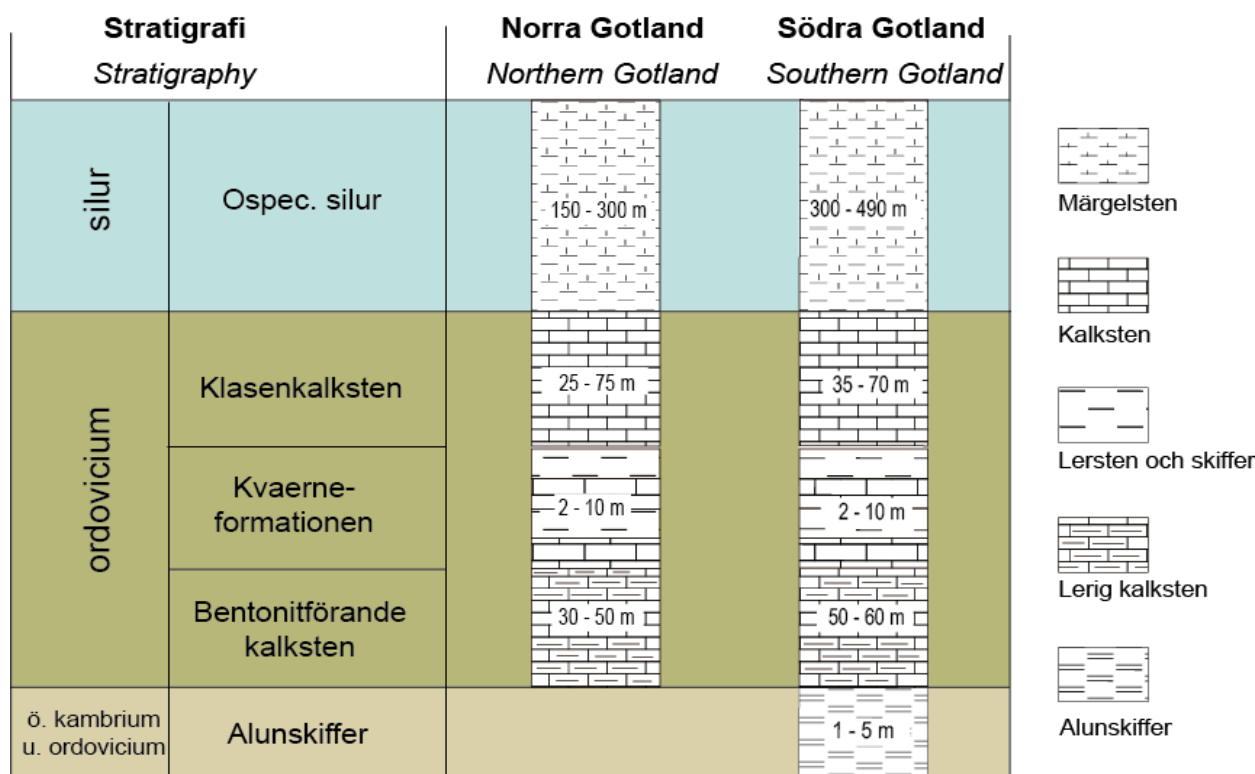 Stratigrafi
Stratigraphy
Norra Gotland
Northern Gotland
Södra Gotland
Southern Gotland
silur
Ospec. silur
150 - 300 m
300 - 490 m
ordovicium
Klasenkalksten
25 - 75 m
35 - 70 m
Kvaerne-
formationen
2 - 10 m
2 - 10 m
Bentonitförande
kalksten
30 - 50 m
50 - 60 m
ö. kambrium
u. ordovicium
Alunskiffer
1 - 5 m
Märgelsten
Kalksten
Lersten och skiffer
Lerig kalksten
Alunskiffer